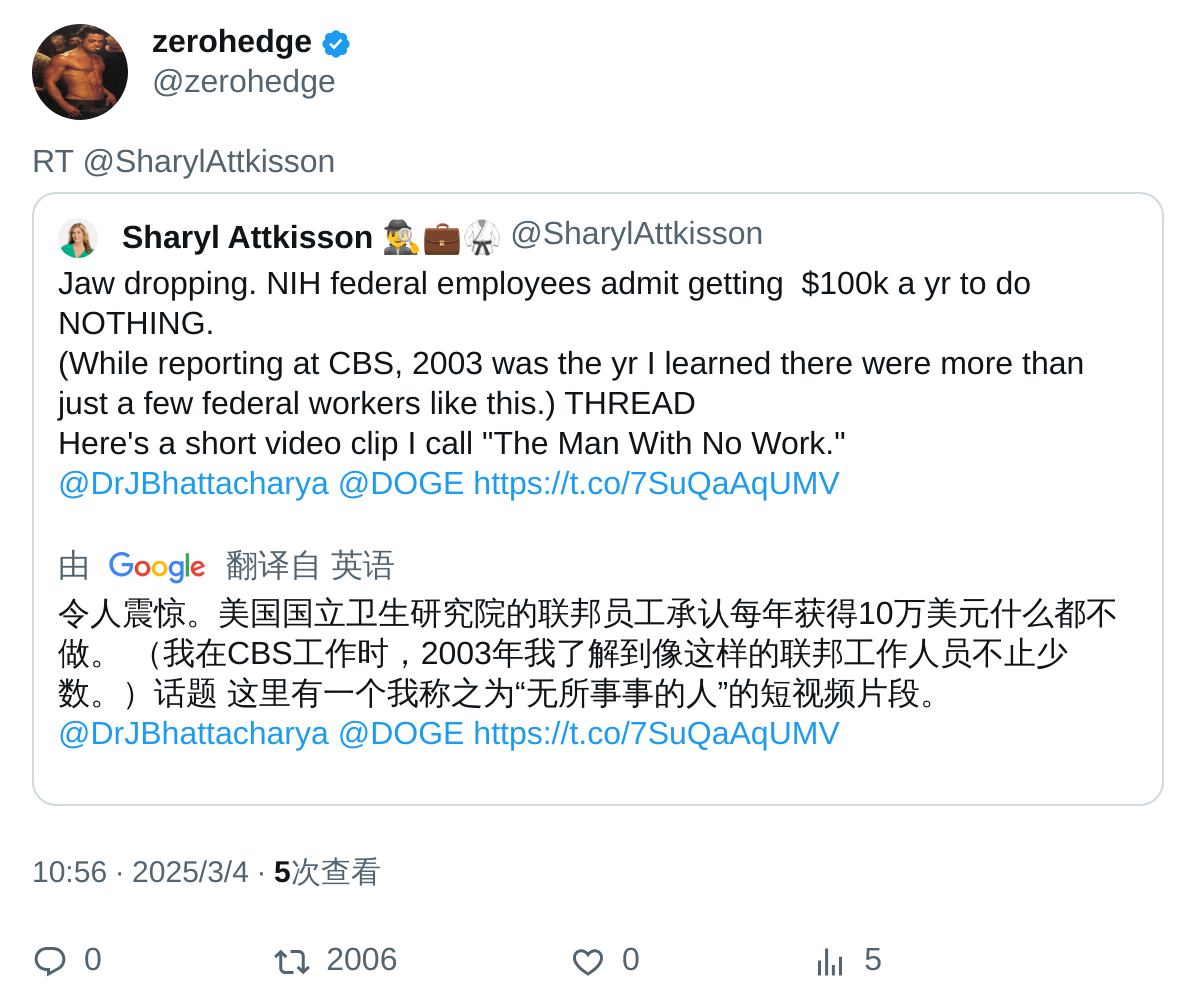 zerohedge
@zerohedge
RT @SharylAttkisson
Sharyl Attkisson 🕵️💼🥋 @SharylAttkisson
Jaw dropping. NIH federal employees admit getting  $100k a yr to do
NOTHING.
(While reporting at CBS, 2003 was the yr I learned there were more than
just a few federal workers like this.) THREAD
Here's a short video clip I call "The Man With No Work."
@DrJBhattacharya @DOGE https://t.co/7SuQaAqUMV
由 Google 翻译自 英语
令人震惊。美国国立卫生研究院的联邦员工承认每年获得10万美元什么都不
做。 （我在CBS工作时，2003年我了解到像这样的联邦工作人员不止少
数。）话题 这里有一个我称之为“无所事事的人”的短视频片段。
@DrJBhattacharya @DOGE https://t.co/7SuQaAqUMV
10:56 · 2025/3/4 · 5次查看
0 2006 0 5